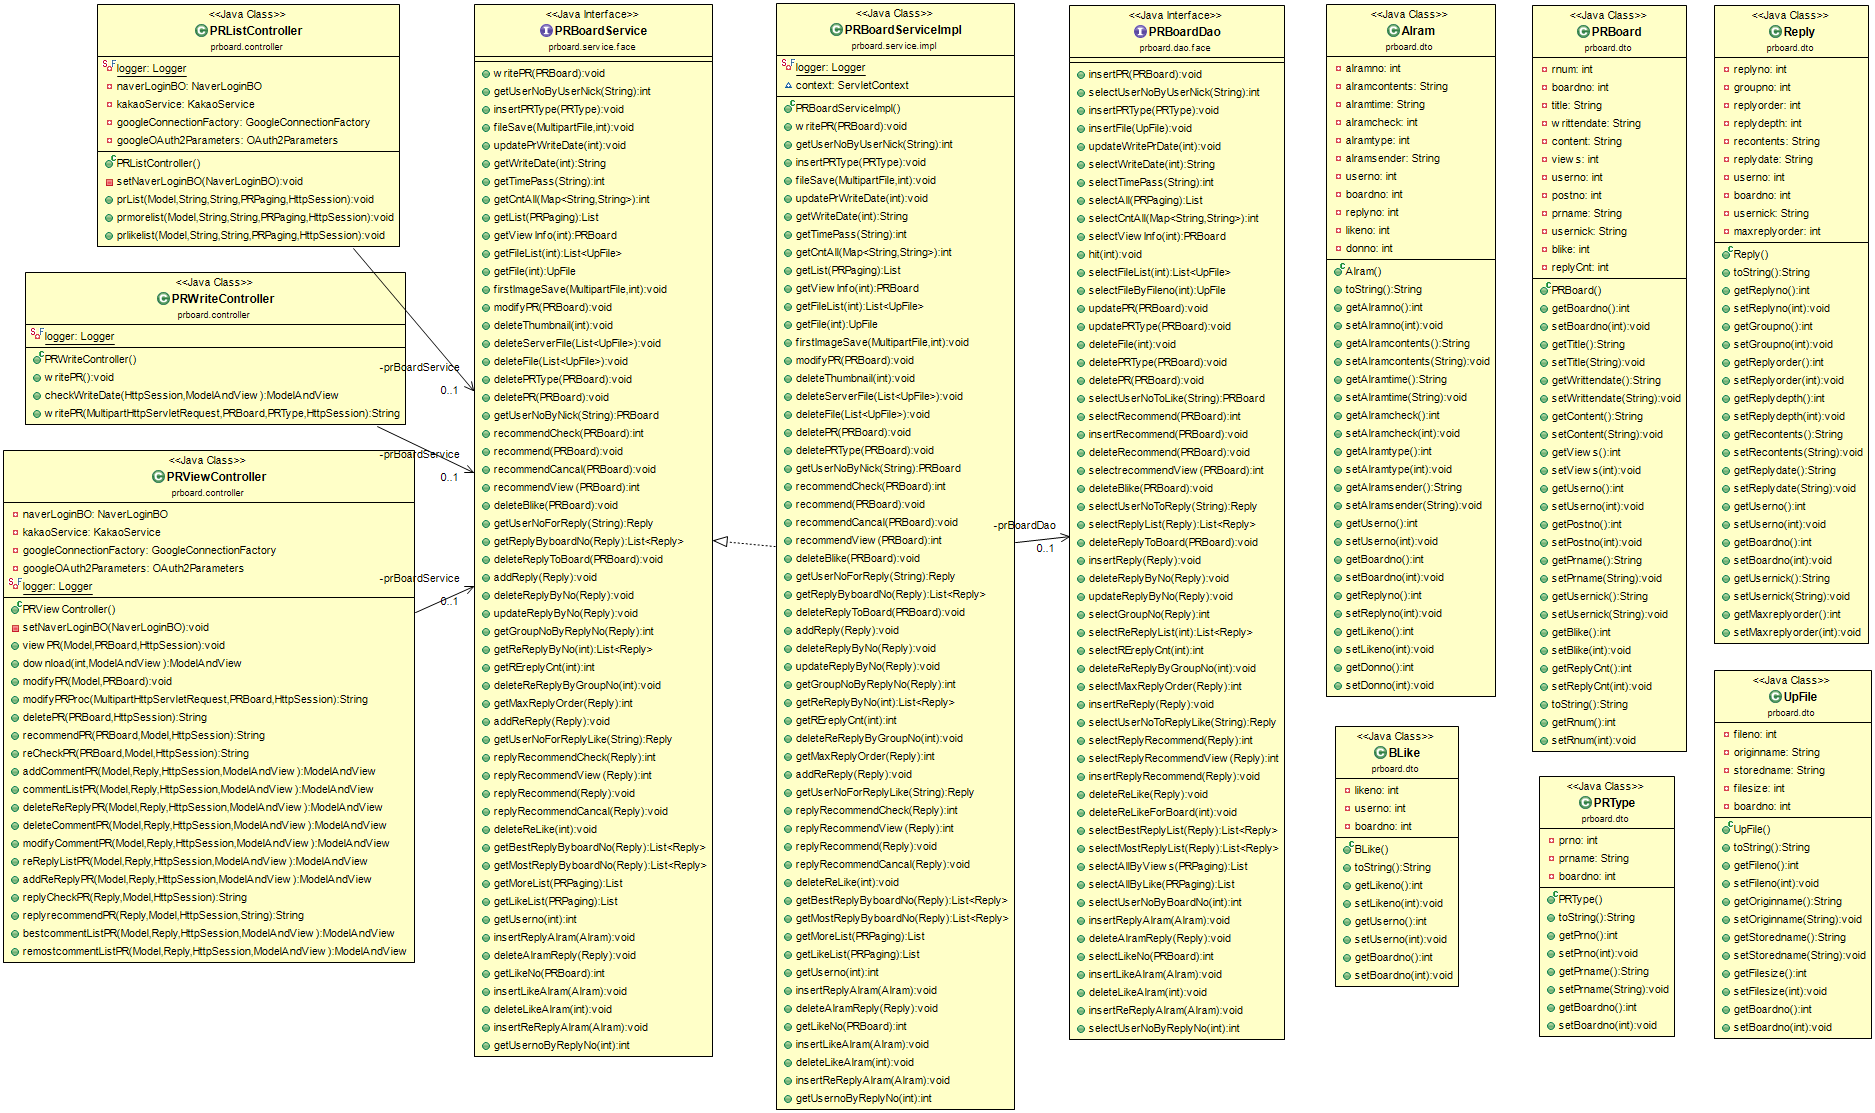 <<Java Class>>
PRListController
prboard.controller
logger: Logger
naverLoginBO: NaverLoginBO
kakaoService: KakaoService
googleConnectionFactory: GoogleConnectionFactory
googleOAuth2Parameters: OAuth2Parameters
PRListController()
setNaverLoginBO(NaverLoginBO):void
prList(Model,String,String,PRPaging,HttpSession):void
prmorelist(Model,String,String,PRPaging,HttpSession):void
prlikelist(Model,String,String,PRPaging,HttpSession):void
<<Java Class>>
PRWriteController
prboard.controller
logger: Logger
PRWriteController()
writePR():void
checkWriteDate(HttpSession,ModelAndView):ModelAndView
writePR(MultipartHttpServletRequest,PRBoard,PRType,HttpSession):String
<<Java Class>>
PRViewController
prboard.controller
naverLoginBO: NaverLoginBO
kakaoService: KakaoService
googleConnectionFactory: GoogleConnectionFactory
googleOAuth2Parameters: OAuth2Parameters
logger: Logger
PRViewController()
setNaverLoginBO(NaverLoginBO):void
viewPR(Model,PRBoard,HttpSession):void
download(int,ModelAndView):ModelAndView
modifyPR(Model,PRBoard):void
modifyPRProc(MultipartHttpServletRequest,PRBoard,HttpSession):String
deletePR(PRBoard,HttpSession):String
recommendPR(PRBoard,Model,HttpSession):String
reCheckPR(PRBoard,Model,HttpSession):String
addCommentPR(Model,Reply,HttpSession,ModelAndView):ModelAndView
commentListPR(Model,Reply,HttpSession,ModelAndView):ModelAndView
deleteReReplyPR(Model,Reply,HttpSession,ModelAndView):ModelAndView
deleteCommentPR(Model,Reply,HttpSession,ModelAndView):ModelAndView
modifyCommentPR(Model,Reply,HttpSession,ModelAndView):ModelAndView
reReplyListPR(Model,Reply,HttpSession,ModelAndView):ModelAndView
addReReplyPR(Model,Reply,HttpSession,ModelAndView):ModelAndView
replyCheckPR(Reply,Model,HttpSession):String
replyrecommendPR(Reply,Model,HttpSession,String):String
bestcommentListPR(Model,Reply,HttpSession,ModelAndView):ModelAndView
remostcommentListPR(Model,Reply,HttpSession,ModelAndView):ModelAndView
-prBoardService
0..1
-prBoardService
0..1
-prBoardService
0..1
<<Java Interface>>
PRBoardService
prboard.service.face
writePR(PRBoard):void
getUserNoByUserNick(String):int
insertPRType(PRType):void
fileSave(MultipartFile,int):void
updatePrWriteDate(int):void
getWriteDate(int):String
getTimePass(String):int
getCntAll(Map<String,String>):int
getList(PRPaging):List
getViewInfo(int):PRBoard
getFileList(int):List<UpFile>
getFile(int):UpFile
firstImageSave(MultipartFile,int):void
modifyPR(PRBoard):void
deleteThumbnail(int):void
deleteServerFile(List<UpFile>):void
deleteFile(List<UpFile>):void
deletePRType(PRBoard):void
deletePR(PRBoard):void
getUserNoByNick(String):PRBoard
recommendCheck(PRBoard):int
recommend(PRBoard):void
recommendCancal(PRBoard):void
recommendView(PRBoard):int
deleteBlike(PRBoard):void
getUserNoForReply(String):Reply
getReplyByboardNo(Reply):List<Reply>
deleteReplyToBoard(PRBoard):void
addReply(Reply):void
deleteReplyByNo(Reply):void
updateReplyByNo(Reply):void
getGroupNoByReplyNo(Reply):int
getReReplyByNo(int):List<Reply>
getREreplyCnt(int):int
deleteReReplyByGroupNo(int):void
getMaxReplyOrder(Reply):int
addReReply(Reply):void
getUserNoForReplyLike(String):Reply
replyRecommendCheck(Reply):int
replyRecommendView(Reply):int
replyRecommend(Reply):void
replyRecommendCancal(Reply):void
deleteReLike(int):void
getBestReplyByboardNo(Reply):List<Reply>
getMostReplyByboardNo(Reply):List<Reply>
getMoreList(PRPaging):List
getLikeList(PRPaging):List
getUserno(int):int
insertReplyAlram(Alram):void
deleteAlramReply(Reply):void
getLikeNo(PRBoard):int
insertLikeAlram(Alram):void
deleteLikeAlram(int):void
insertReReplyAlram(Alram):void
getUsernoByReplyNo(int):int
<<Java Class>>
PRBoardServiceImpl
prboard.service.impl
logger: Logger
context: ServletContext
PRBoardServiceImpl()
writePR(PRBoard):void
getUserNoByUserNick(String):int
insertPRType(PRType):void
fileSave(MultipartFile,int):void
updatePrWriteDate(int):void
getWriteDate(int):String
getTimePass(String):int
getCntAll(Map<String,String>):int
getList(PRPaging):List
getViewInfo(int):PRBoard
getFileList(int):List<UpFile>
getFile(int):UpFile
firstImageSave(MultipartFile,int):void
modifyPR(PRBoard):void
deleteThumbnail(int):void
deleteServerFile(List<UpFile>):void
deleteFile(List<UpFile>):void
deletePR(PRBoard):void
deletePRType(PRBoard):void
getUserNoByNick(String):PRBoard
recommendCheck(PRBoard):int
recommend(PRBoard):void
recommendCancal(PRBoard):void
recommendView(PRBoard):int
deleteBlike(PRBoard):void
getUserNoForReply(String):Reply
getReplyByboardNo(Reply):List<Reply>
deleteReplyToBoard(PRBoard):void
addReply(Reply):void
deleteReplyByNo(Reply):void
updateReplyByNo(Reply):void
getGroupNoByReplyNo(Reply):int
getReReplyByNo(int):List<Reply>
getREreplyCnt(int):int
deleteReReplyByGroupNo(int):void
getMaxReplyOrder(Reply):int
addReReply(Reply):void
getUserNoForReplyLike(String):Reply
replyRecommendCheck(Reply):int
replyRecommendView(Reply):int
replyRecommend(Reply):void
replyRecommendCancal(Reply):void
deleteReLike(int):void
getBestReplyByboardNo(Reply):List<Reply>
getMostReplyByboardNo(Reply):List<Reply>
getMoreList(PRPaging):List
getLikeList(PRPaging):List
getUserno(int):int
insertReplyAlram(Alram):void
deleteAlramReply(Reply):void
getLikeNo(PRBoard):int
insertLikeAlram(Alram):void
deleteLikeAlram(int):void
insertReReplyAlram(Alram):void
getUsernoByReplyNo(int):int
-prBoardDao
0..1
<<Java Interface>>
PRBoardDao
prboard.dao.face
insertPR(PRBoard):void
selectUserNoByUserNick(String):int
insertPRType(PRType):void
insertFile(UpFile):void
updateWritePrDate(int):void
selectWriteDate(int):String
selectTimePass(String):int
selectAll(PRPaging):List
selectCntAll(Map<String,String>):int
selectViewInfo(int):PRBoard
hit(int):void
selectFileList(int):List<UpFile>
selectFileByFileno(int):UpFile
updatePR(PRBoard):void
updatePRType(PRBoard):void
deleteFile(int):void
deletePRType(PRBoard):void
deletePR(PRBoard):void
selectUserNoToLike(String):PRBoard
selectRecommend(PRBoard):int
insertRecommend(PRBoard):void
deleteRecommend(PRBoard):void
selectrecommendView(PRBoard):int
deleteBlike(PRBoard):void
selectUserNoToReply(String):Reply
selectReplyList(Reply):List<Reply>
deleteReplyToBoard(PRBoard):void
insertReply(Reply):void
deleteReplyByNo(Reply):void
updateReplyByNo(Reply):void
selectGroupNo(Reply):int
selectReReplyList(int):List<Reply>
selectREreplyCnt(int):int
deleteReReplyByGroupNo(int):void
selectMaxReplyOrder(Reply):int
insertReReply(Reply):void
selectUserNoToReplyLike(String):Reply
selectReplyRecommend(Reply):int
selectReplyRecommendView(Reply):int
insertReplyRecommend(Reply):void
deleteReLike(Reply):void
deleteReLikeForBoard(int):void
selectBestReplyList(Reply):List<Reply>
selectMostReplyList(Reply):List<Reply>
selectAllByViews(PRPaging):List
selectAllByLike(PRPaging):List
selectUserNoByBoardNo(int):int
insertReplyAlram(Alram):void
deleteAlramReply(Reply):void
selectLikeNo(PRBoard):int
insertLikeAlram(Alram):void
deleteLikeAlram(int):void
insertReReplyAlram(Alram):void
selectUserNoByReplyNo(int):int
<<Java Class>>
Alram
prboard.dto
alramno: int
alramcontents: String
alramtime: String
alramcheck: int
alramtype: int
alramsender: String
userno: int
boardno: int
replyno: int
likeno: int
donno: int
Alram()
toString():String
getAlramno():int
setAlramno(int):void
getAlramcontents():String
setAlramcontents(String):void
getAlramtime():String
setAlramtime(String):void
getAlramcheck():int
setAlramcheck(int):void
getAlramtype():int
setAlramtype(int):void
getAlramsender():String
setAlramsender(String):void
getUserno():int
setUserno(int):void
getBoardno():int
setBoardno(int):void
getReplyno():int
setReplyno(int):void
getLikeno():int
setLikeno(int):void
getDonno():int
setDonno(int):void
<<Java Class>>
BLike
prboard.dto
likeno: int
userno: int
boardno: int
BLike()
toString():String
getLikeno():int
setLikeno(int):void
getUserno():int
setUserno(int):void
getBoardno():int
setBoardno(int):void
<<Java Class>>
PRBoard
prboard.dto
rnum: int
boardno: int
title: String
writtendate: String
content: String
views: int
userno: int
postno: int
prname: String
usernick: String
blike: int
replyCnt: int
PRBoard()
getBoardno():int
setBoardno(int):void
getTitle():String
setTitle(String):void
getWrittendate():String
setWrittendate(String):void
getContent():String
setContent(String):void
getViews():int
setViews(int):void
getUserno():int
setUserno(int):void
getPostno():int
setPostno(int):void
getPrname():String
setPrname(String):void
getUsernick():String
setUsernick(String):void
getBlike():int
setBlike(int):void
getReplyCnt():int
setReplyCnt(int):void
toString():String
getRnum():int
setRnum(int):void
<<Java Class>>
PRType
prboard.dto
prno: int
prname: String
boardno: int
PRType()
toString():String
getPrno():int
setPrno(int):void
getPrname():String
setPrname(String):void
getBoardno():int
setBoardno(int):void
<<Java Class>>
Reply
prboard.dto
replyno: int
groupno: int
replyorder: int
replydepth: int
recontents: String
replydate: String
userno: int
boardno: int
usernick: String
maxreplyorder: int
Reply()
toString():String
getReplyno():int
setReplyno(int):void
getGroupno():int
setGroupno(int):void
getReplyorder():int
setReplyorder(int):void
getReplydepth():int
setReplydepth(int):void
getRecontents():String
setRecontents(String):void
getReplydate():String
setReplydate(String):void
getUserno():int
setUserno(int):void
getBoardno():int
setBoardno(int):void
getUsernick():String
setUsernick(String):void
getMaxreplyorder():int
setMaxreplyorder(int):void
<<Java Class>>
UpFile
prboard.dto
fileno: int
originname: String
storedname: String
filesize: int
boardno: int
UpFile()
toString():String
getFileno():int
setFileno(int):void
getOriginname():String
setOriginname(String):void
getStoredname():String
setStoredname(String):void
getFilesize():int
setFilesize(int):void
getBoardno():int
setBoardno(int):void